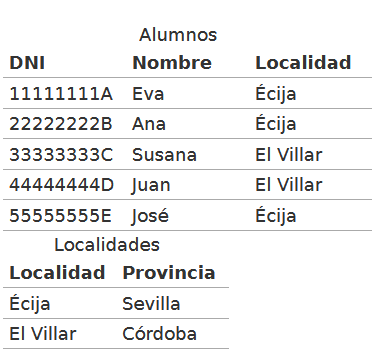 Alumnos
DNI Nombre Localidad
11111111A Eva Écija
22222222B Ana Écija
33333333C Susana El Villar
44444444D Juan El Villar
55555555E José Écija
Localidades
Localidad Provincia
Écija Sevilla
El Villar Córdoba